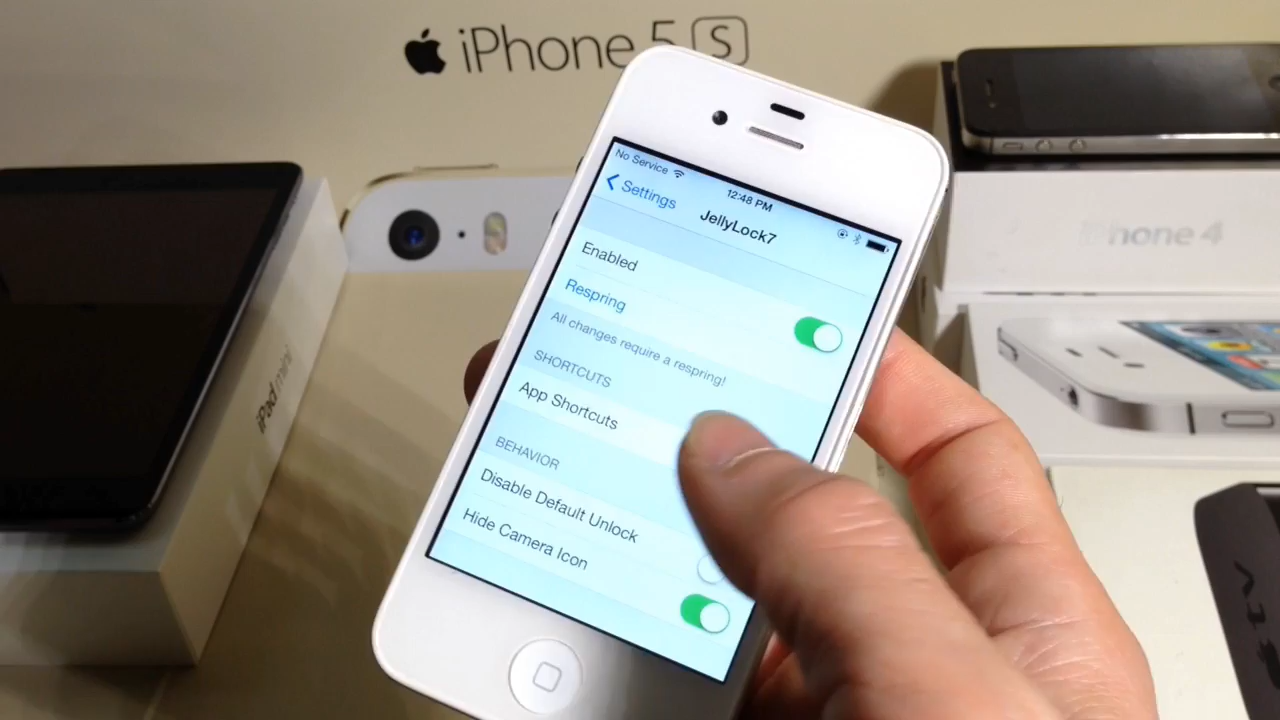 iPhone 5 S
No Service
12:48 PM
Settings
JellyLock7
Enabled
Respring
All changes require a respring!
SHORTCUTS
App Shortcuts
BEHAVIOR
Disable Default Unlock
Hide Camera Icon
iPad mini
iPhone 4